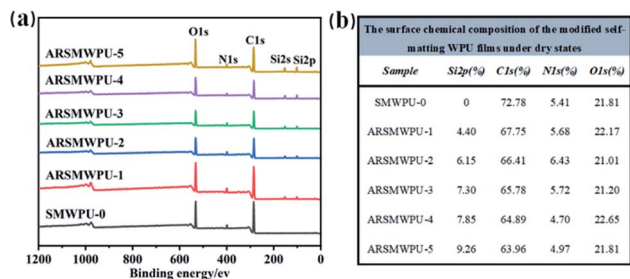 (a)
O1s
C1s
N1s
Si2s
Si2p
ARSMWPU-5
ARSMWPU-4
ARSMWPU-3
ARSMWPU-2
ARSMWPU-1
SMWPU-0
1200 1000 800 600 400 200 0
Binding energy/ev
(b)
The surface chemical composition of the modified self-
matting WPU films under dry states
Sample Si2p(%) C1s(%) N1s(%) O1s(%)
SMWPU-0 0 72.78 5.41 21.81
ARSMWPU-1 4.40 67.75 5.68 22.17
ARSMWPU-2 6.15 66.41 6.43 21.01
ARSMWPU-3 7.30 65.78 5.72 21.20
ARSMWPU-4 7.85 64.89 4.70 22.65
ARSMWPU-5 9.26 63.96 4.97 21.81